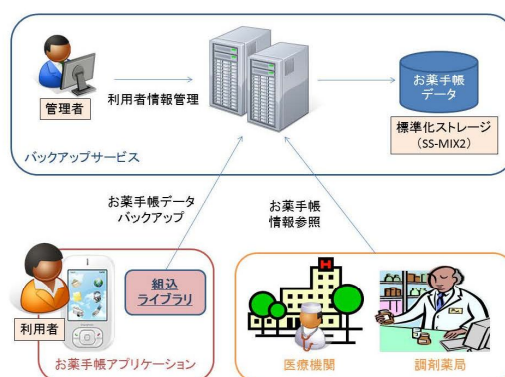 管理者
利用者情報管理
お薬手帳
データ
標準化ストレージ
(SS-MIX2)
バックアップサービス
お薬手帳データ
バックアップ
お薬手帳
情報参照
利用者
組込
ライブラリ
お薬手帳アプリケーション
H
医療機関
調剤薬局